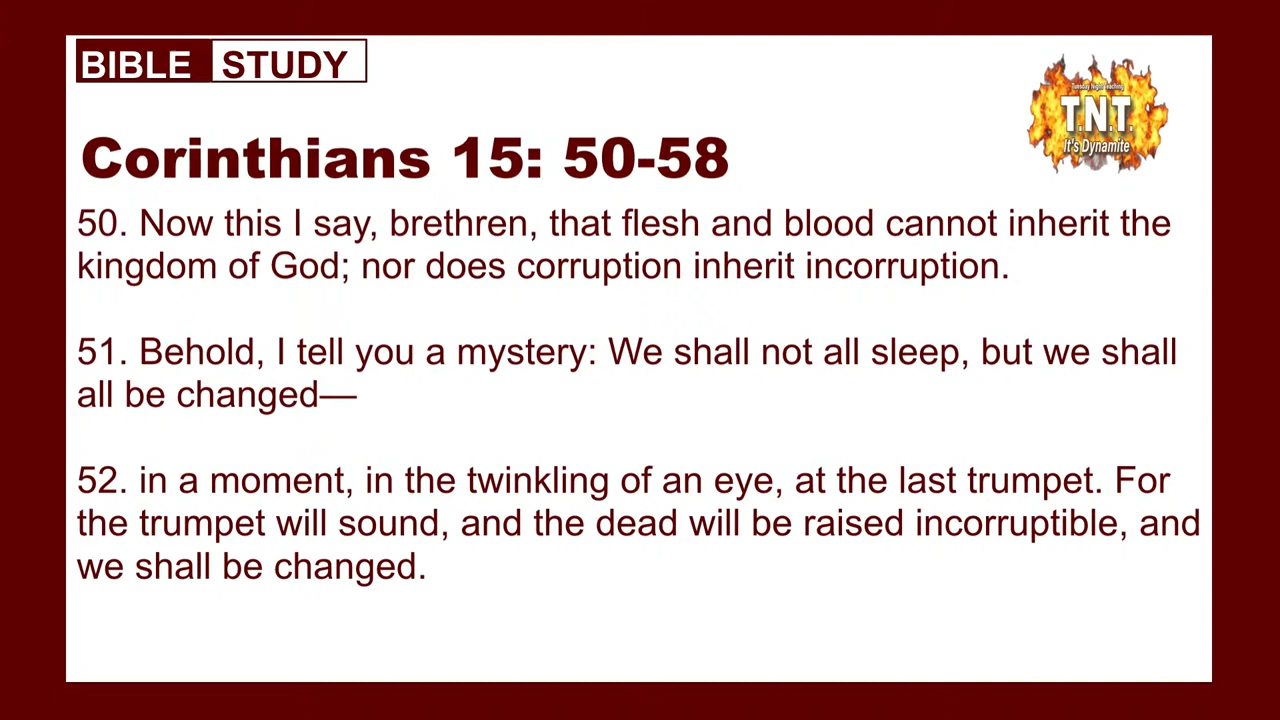 BIBLE STUDY
Tuesday Night Teaching
T.N.T.
It's Dynamite
Corinthians 15: 50-58
50. Now this I say, brethren, that flesh and blood cannot inherit the
kingdom of God; nor does corruption inherit incorruption.
51. Behold, I tell you a mystery: We shall not all sleep, but we shall
all be changed—
52. in a moment, in the twinkling of an eye, at the last trumpet. For
the trumpet will sound, and the dead will be raised incorruptible, and
we shall be changed.